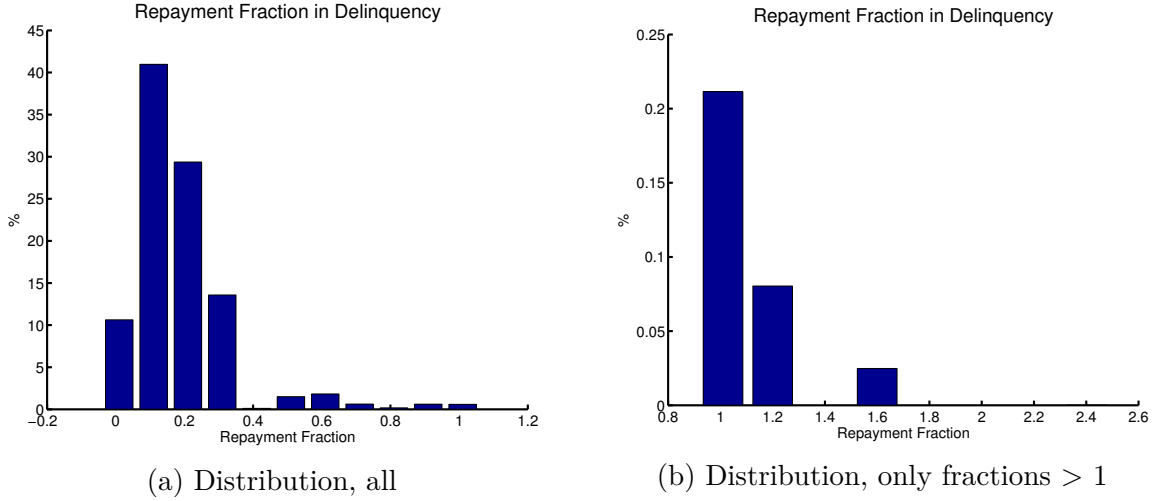 Repayment Fraction in Delinquency
45
40
35
30
25
20
15
10
5
0
%
−0.2 0 0.2 0.4 0.6 0.8 1 1.2
Repayment Fraction
(a) Distribution, all
Repayment Fraction in Delinquency
0.25
0.2
0.15
0.1
0.05
0
%
0.8 1 1.2 1.4 1.6 1.8 2 2.2 2.4 2.6
Repayment Fraction
(b) Distribution, only fractions > 1